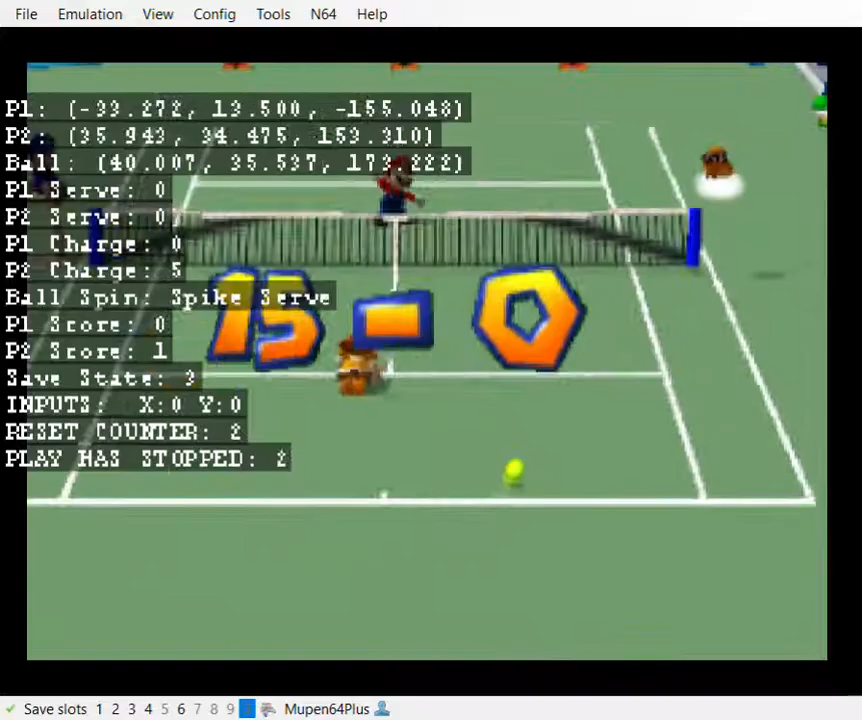 File Emulation View Config Tools N64 Help
P1: (-33.272, 13.500, -155.048)
P2: (35.943, 34.475, 153.310)
Ball: (40.007, 35.537, 173.222)
P1 Serve: 0
P2 Serve: 0
P1 Charge: 0
P2 Charge: 5
Ball Spin: Spike Serve
P1 Score: 0
P2 Score: 1
Save State: 3
INPUTS: X:0 Y:0
RESET COUNTER: 2
PLAY HAS STOPPED: 2
15 - 0
Save slots 1 2 3 4 5 6 7 8 9 Mupen64Plus